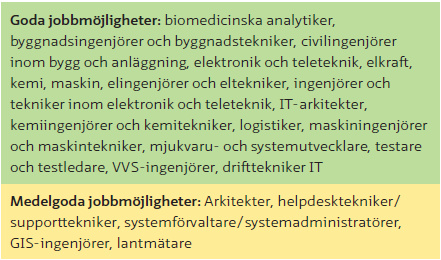 Goda jobbmöjligheter: biomedicinska analytiker,
byggnadsingenjörer och byggnadstekniker, civilingenjörer
inom bygg och anläggning, elektronik och teleteknik, elkraft,
kemi, maskin, elingenjörer och eltekniker, ingenjörer och
tekniker inom elektronik och teleteknik, IT-arkitekter,
kemiingenjörer och kemitekniker, logistiker, maskiningenjörer
och maskintekniker, mjukvaru- och systemutvecklare, testare
och testledare, VVS-ingenjörer, drifttekniker IT
Medelgoda jobbmöjligheter: Arkitekter, helpdesktekniker/
supporttekniker, systemförvaltare/systemadministratörer,
GIS-ingenjörer, lantmätare